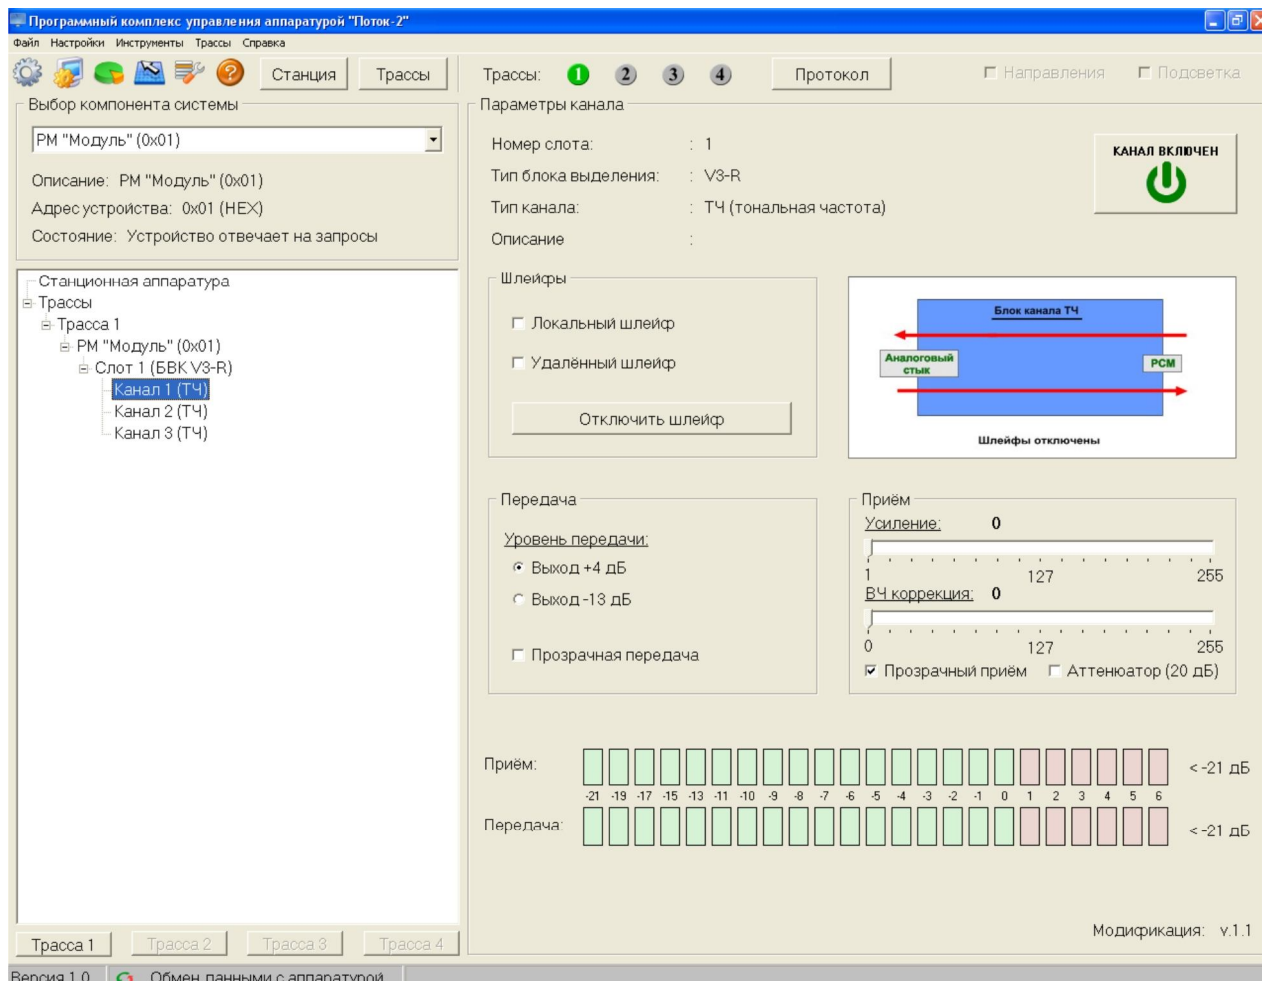 Программный комплекс управления аппаратурой "Поток-2"
Файл Настройки Инструменты Трассы Справка
Станция Трассы Трассы: 1 2 3 4 Протокол Направления Подсветка
Выбор компонента системы
РМ "Модуль" (0x01)
Описание: РМ "Модуль" (0x01)
Адрес устройства: 0x01 (HEX)
Состояние: Устройство отвечает на запросы
Станционная аппаратура
Трассы
Трасса 1
РМ "Модуль" (0x01)
Слот 1 (БВК V3-R)
Канал 1 (ТЧ)
Канал 2 (ТЧ)
Канал 3 (ТЧ)
Трасса 1 Трасса 2 Трасса 3 Трасса 4
Параметры канала
Номер слота: : 1
Тип блока выделения: : V3-R
Тип канала: : ТЧ (тональная частота)
Описание :
КАНАЛ ВКЛЮЧЕН
Шлейфы
Локальный шлейф
Удалённый шлейф
Отключить шлейф
Блок канала ТЧ
Аналоговый
стык
РСМ
Шлейфы отключены
Передача
Уровень передачи:
Выход +4 дБ
Выход -13 дБ
Прозрачная передача
Приём
Усиление: 0
1 127 255
ВЧ коррекция: 0
0 127 255
Прозрачный приём Аттенюатор (20 дБ)
Приём: < -21 дБ
-21 -19 -17 -15 -13 -11 -10 -9 -8 -7 -6 -5 -4 -3 -2 -1 0 1 2 3 4 5 6
Передача: < -21 дБ
Модификация: v.1.1
Версия 1.0 Обмен данными с аппаратурой